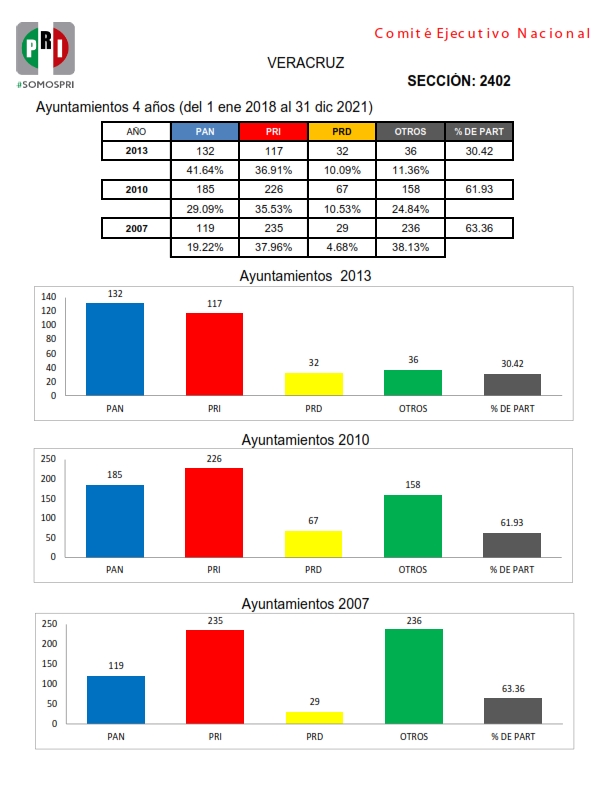 PRI
#SOMOSPRI
Comité Ejecutivo Nacional
VERACRUZ
SECCIÓN: 2402
Ayuntamientos 4 años (del 1 ene 2018 al 31 dic 2021)
AÑO PAN PRI PRD OTROS % DE PART
2013 132 117 32 36 30.42
41.64% 36.91% 10.09% 11.36%
2010 185 226 67 158 61.93
29.09% 35.53% 10.53% 24.84%
2007 119 235 29 236 63.36
19.22% 37.96% 4.68% 38.13%
Ayuntamientos 2013
140
120
100
80
60
40
20
0
132 117 32 36 30.42
PAN PRI PRD OTROS % DE PART
Ayuntamientos 2010
250
200
150
100
50
0
185 226 67 158 61.93
PAN PRI PRD OTROS % DE PART
Ayuntamientos 2007
250
200
150
100
50
0
119 235 29 236 63.36
PAN PRI PRD OTROS % DE PART